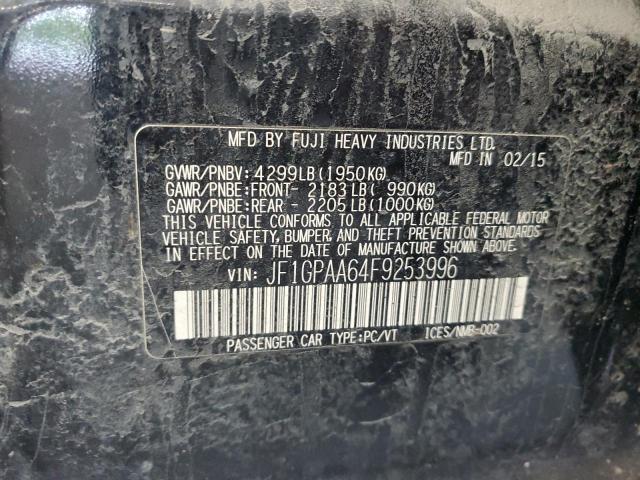 MFD BY FUJI HEAVY INDUSTRIES LTD.
MFD IN 02/15
GVWR/PNBV: 4299LB(1950KG)
GAWR/PNBE:FRONT- 2183LB( 990KG)
GAWR/PNBE:REAR - 2205LB(1000KG)
THIS VEHICLE CONFORMS TO ALL APPLICABLE FEDERAL MOTOR
VEHICLE SAFETY, BUMPER, AND THEFT PREVENTION STANDARDS
IN EFFECT ON THE DATE OF MANUFACTURE SHOWN ABOVE.
VIN: JF1GPAA64F9253996
PASSENGER CAR TYPE:PC/VT ICES/NMB-002